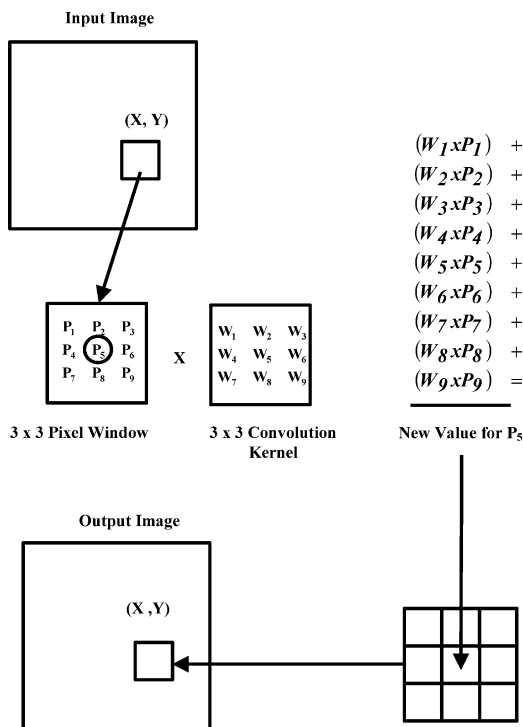 Input Image
(X, Y)
(W₁xP₁) +
(W₂xP₂) +
(W₃xP₃) +
(W₄xP₄) +
(W₅xP₅) +
(W₆xP₆) +
(W₇xP₇) +
(W₈xP₈) +
(W₉xP₉) =
P₁ P₂ P₃
P₄ P₅ P₆
P₇ P₈ P₉
X
W₁ W₂ W₃
W₄ W₅ W₆
W₇ W₈ W₉
3 x 3 Pixel Window
3 x 3 Convolution
Kernel
New Value for P₅
Output Image
(X ,Y)